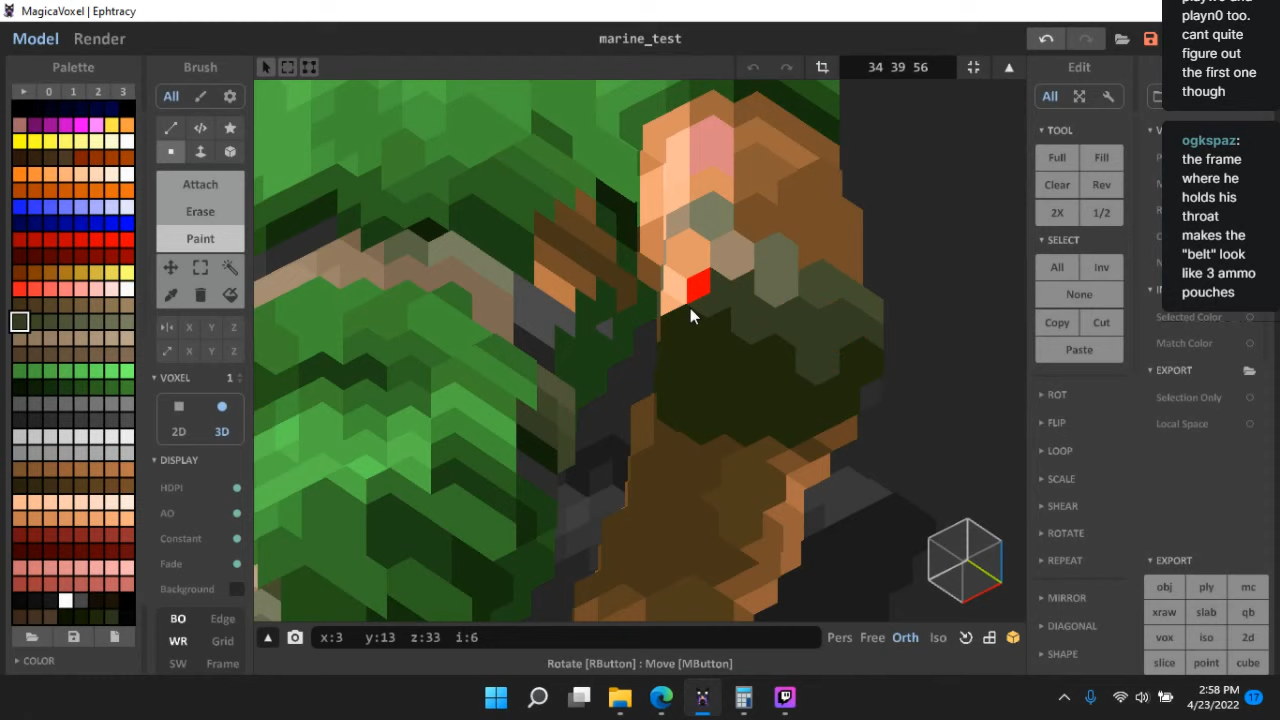 MagicaVoxel | Ephtracy
Model Render
marine_test
Palette
0 1 2 3
COLOR
Brush
All
Attach
Erase
Paint
X Y Z
X Y Z
VOXEL 1
2D 3D
DISPLAY
HDPI
AO
Constant
Fade
Background
BO Edge
WR Grid
SW Frame
34 39 56
x:3 y:13 z:33 i:6
Pers Free Orth Iso
Rotate [RButton] : Move [MButton]
Edit
All
TOOL
Full Fill
Clear Rev
2X 1/2
SELECT
All Inv
None
Copy Cut
Paste
ROT
FLIP
LOOP
SCALE
SHEAR
ROTATE
REPEAT
MIRROR
DIAGONAL
SHAPE
playn0 too.
cant quite
figure out
the first one
though
ogkspaz:
the frame
where he
holds his
throat
makes the
"belt" look
like 3 ammo
pouches
Selected Color
Match Color
EXPORT
Selection Only
Local Space
EXPORT
obj ply mc
xraw slab qb
vox iso 2d
slice point cube
2:58 PM
4/23/2022
17